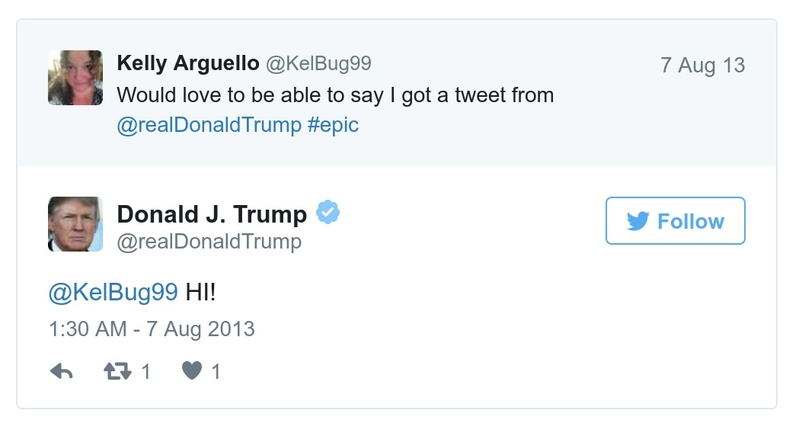 Kelly Arguello @KelBug99
7 Aug 13
Would love to be able to say I got a tweet from
@realDonaldTrump #epic
Donald J. Trump
Follow
@realDonaldTrump
@KelBug99 HI!
1:30 AM - 7 Aug 2013
1 1